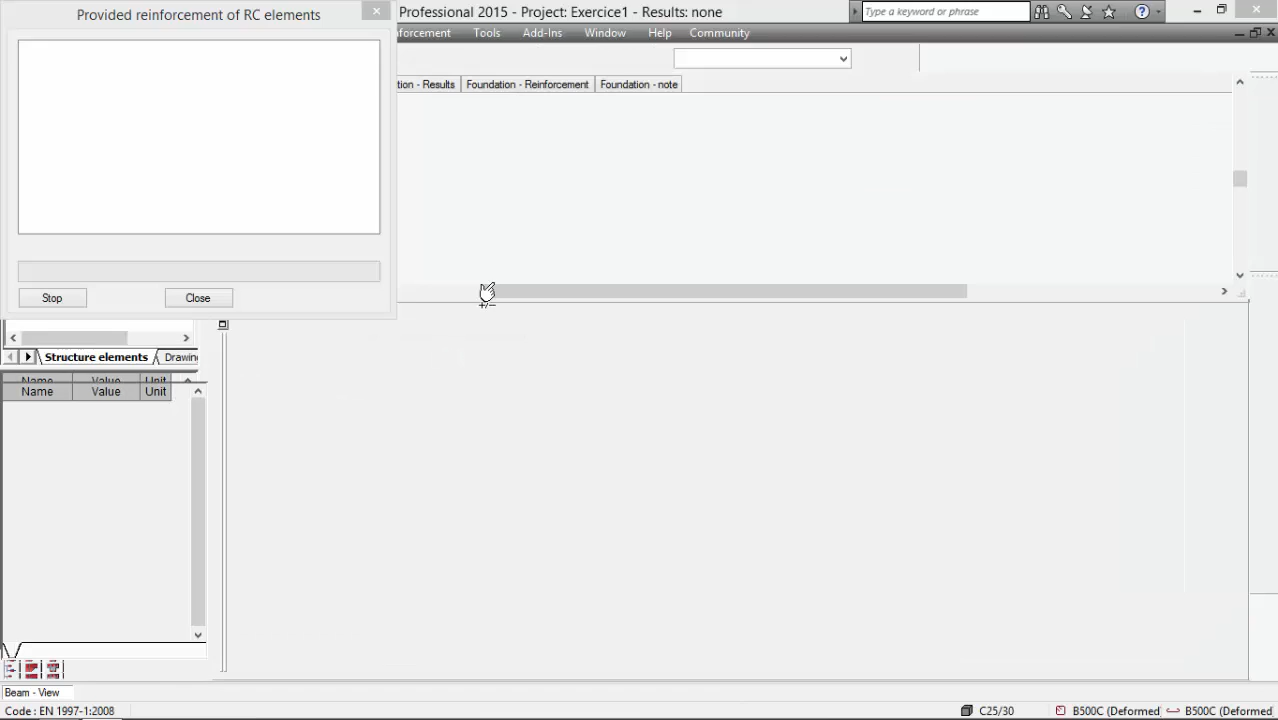 Provided reinforcement of RC elements
Professional 2015 - Project: Exercice1 - Results: none
Type a keyword or phrase
forcement Tools Add-Ins Window Help Community
tion - Results Foundation - Reinforcement Foundation - note
Stop Close
Structure elements Drawin
Name Value Unit
Name Value Unit
Beam - View
Code : EN 1997-1:2008 C25/30 B500C (Deformed B500C (Deformed